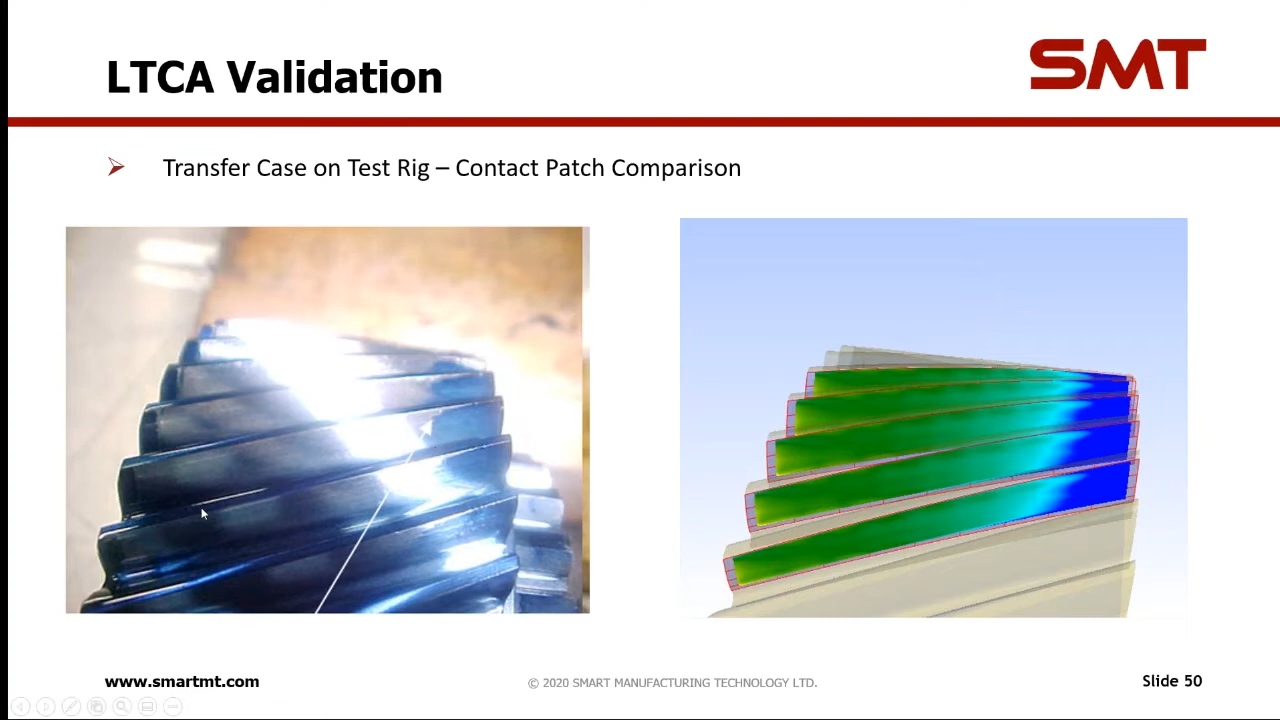 LTCA Validation
SMT
Transfer Case on Test Rig – Contact Patch Comparison
www.smartmt.com
© 2020 SMART MANUFACTURING TECHNOLOGY LTD.
Slide 50